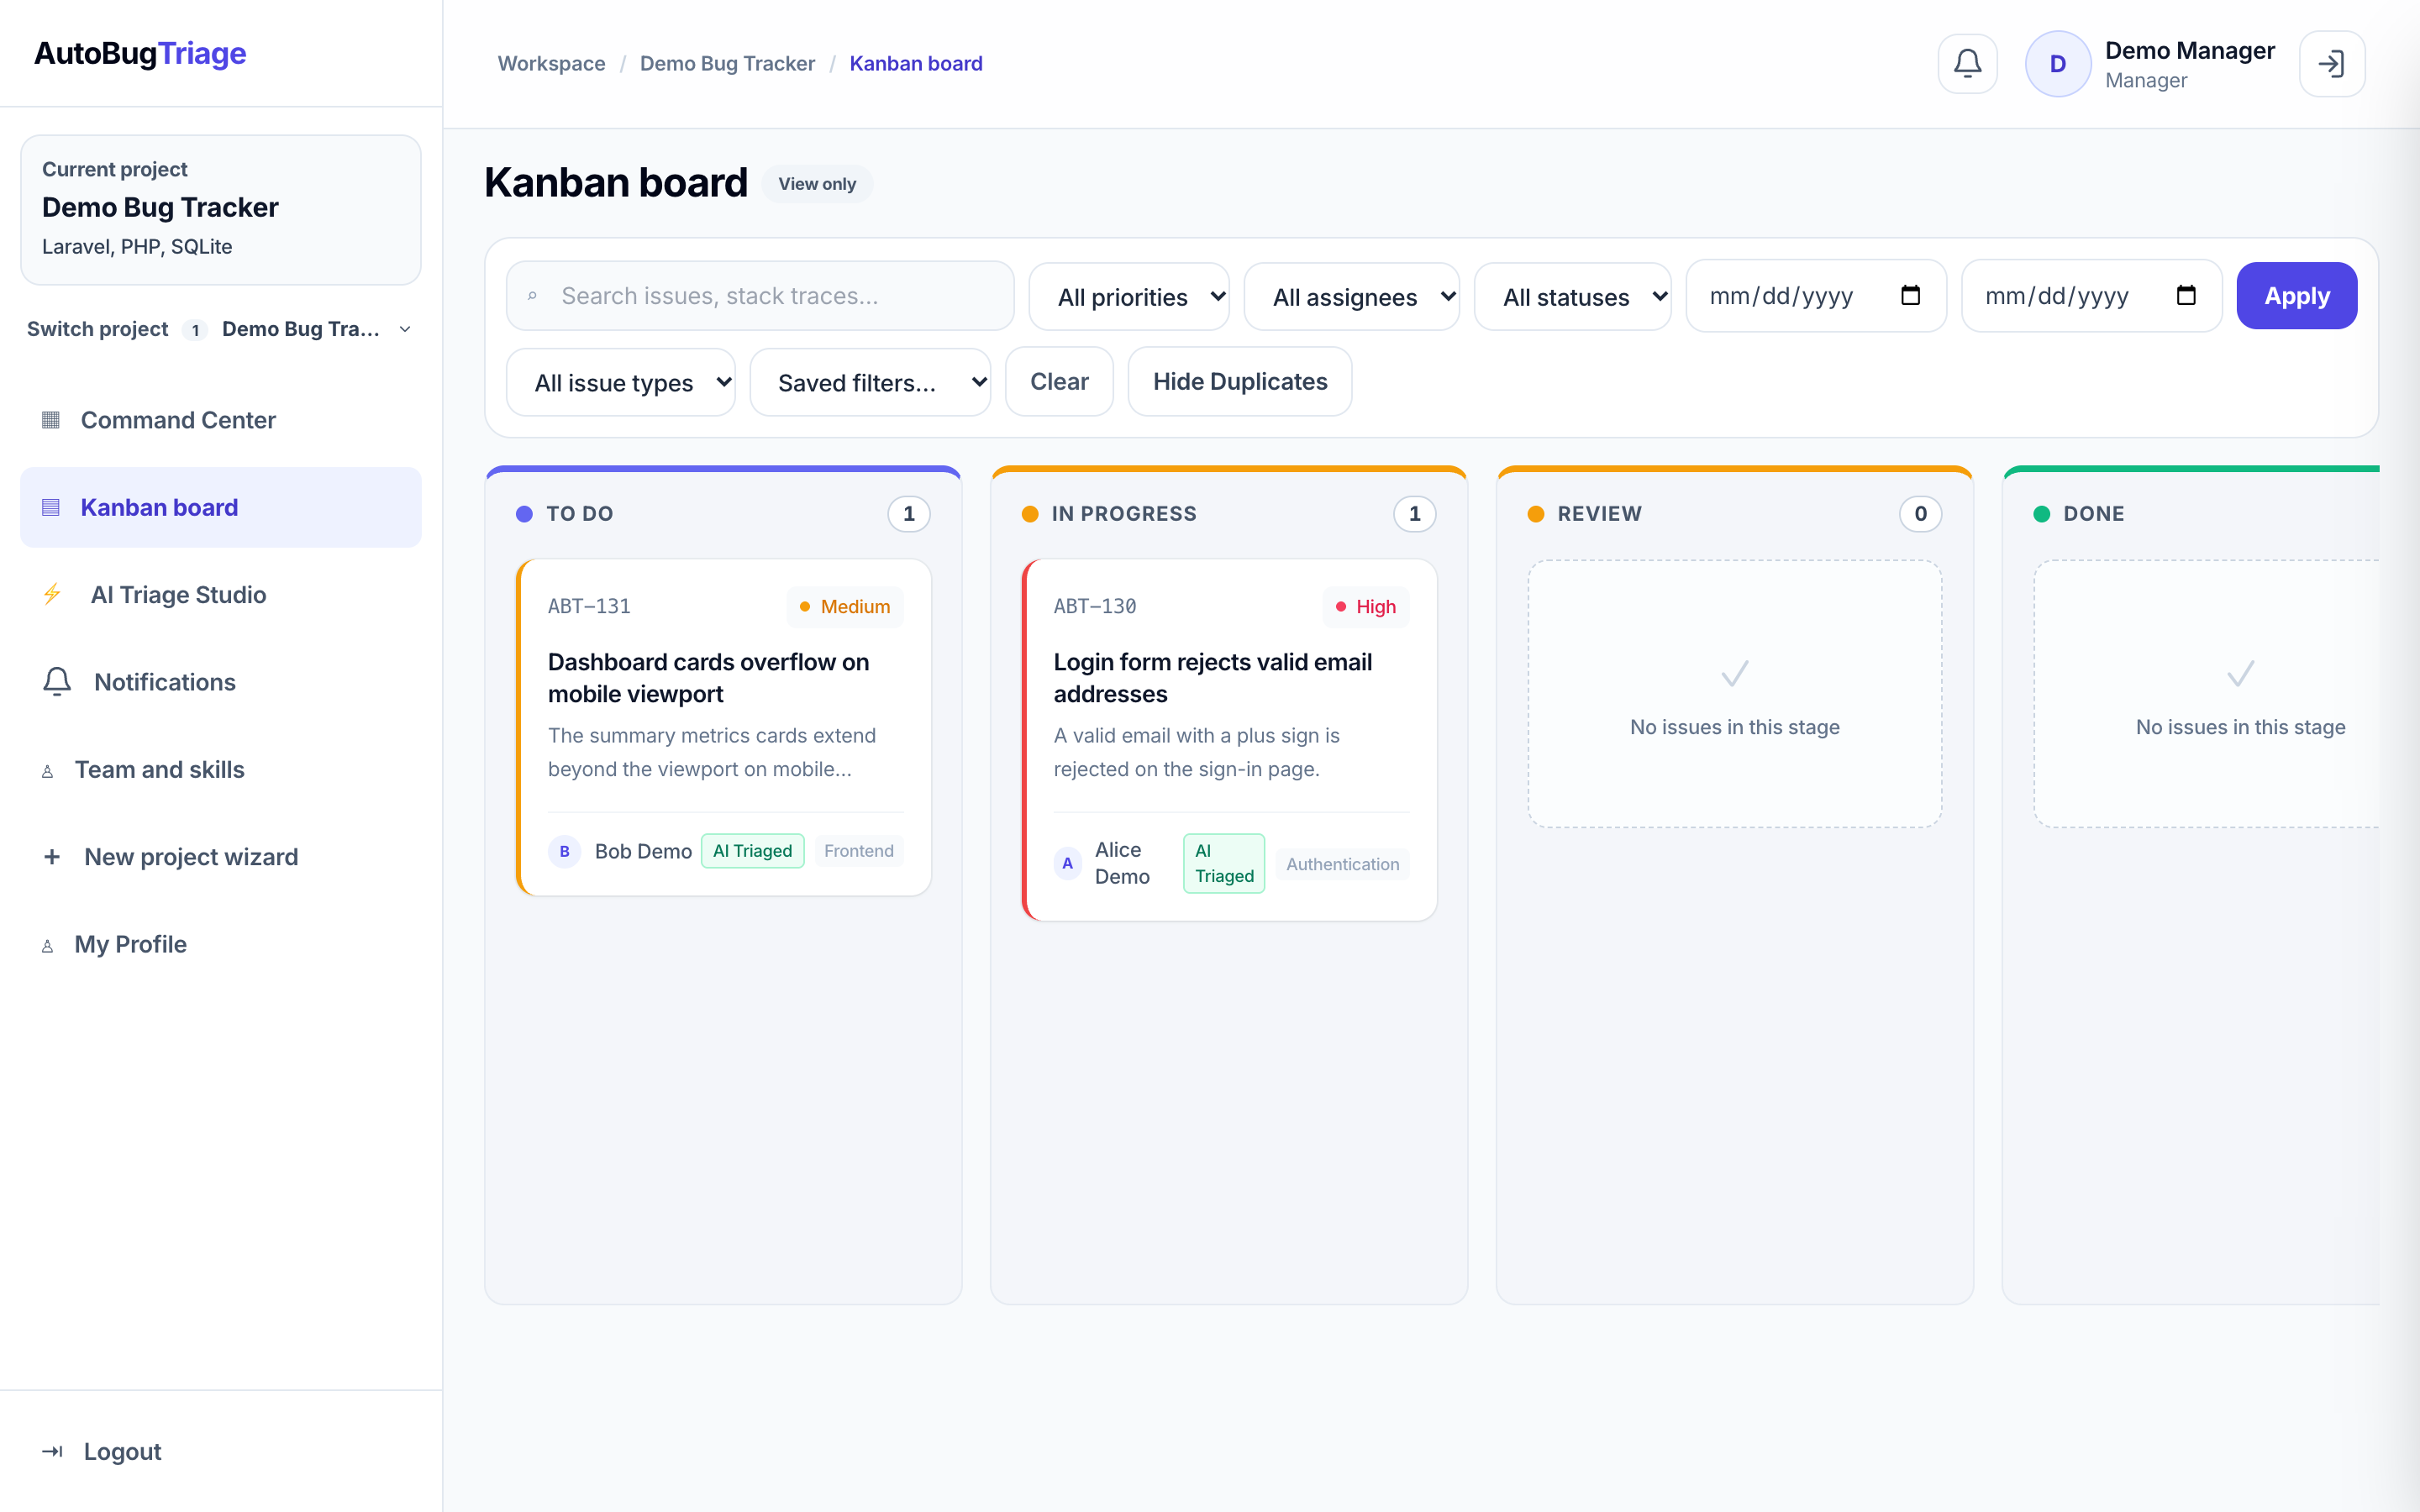 AutoBugTriage
Current project
Demo Bug Tracker
Laravel, PHP, SQLite
Switch project 1 Demo Bug Tra...
Command Center
Kanban board
AI Triage Studio
Notifications
Team and skills
New project wizard
My Profile
Logout
Workspace / Demo Bug Tracker / Kanban board
D
Demo Manager
Manager
Kanban board
View only
Search issues, stack traces...
All priorities
All assignees
All statuses
mm/dd/yyyy
mm/dd/yyyy
Apply
All issue types
Saved filters...
Clear
Hide Duplicates
TO DO 1
ABT-131
Medium
Dashboard cards overflow on
mobile viewport
The summary metrics cards extend
beyond the viewport on mobile...
B Bob Demo AI Triaged Frontend
IN PROGRESS 1
ABT-130
High
Login form rejects valid email
addresses
A valid email with a plus sign is
rejected on the sign-in page.
A
Alice
Demo
AI
Triaged
Authentication
REVIEW 0
No issues in this stage
DONE
No issues in this stage